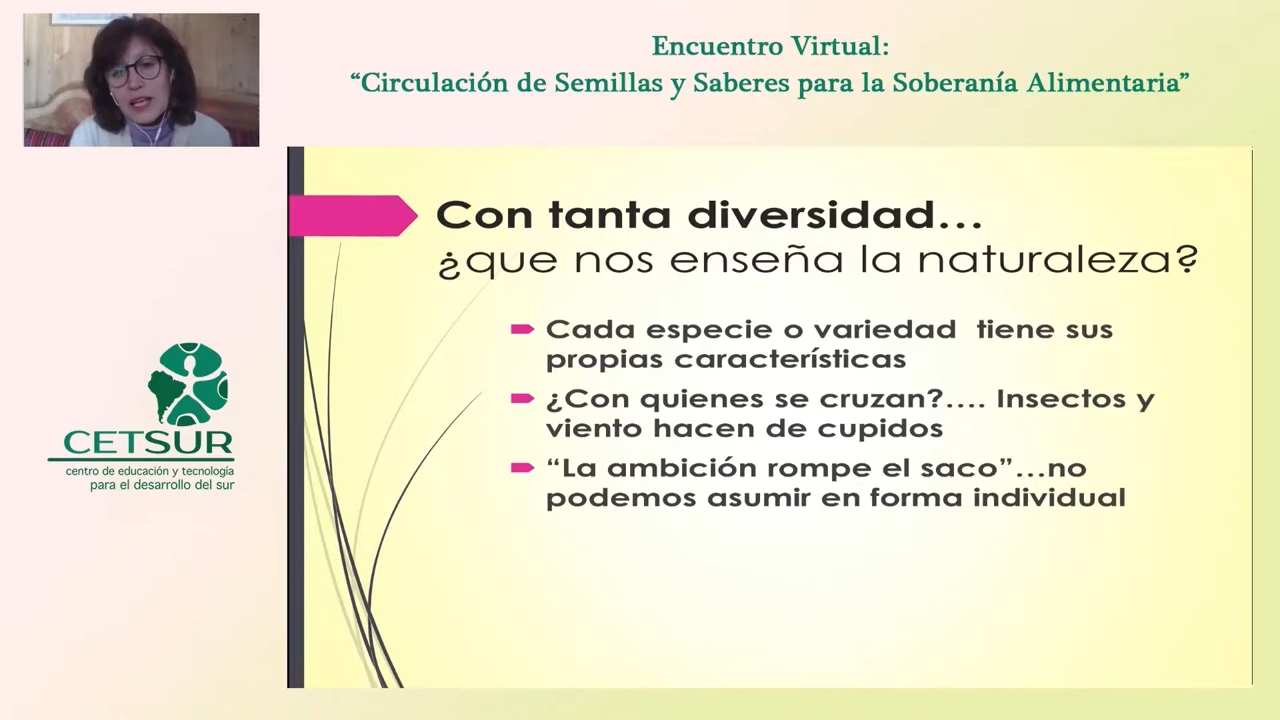 Encuentro Virtual:
“Circulación de Semillas y Saberes para la Soberanía Alimentaria”
Con tanta diversidad...
¿que nos enseña la naturaleza?
Cada especie o variedad tiene sus
propias características
¿Con quienes se cruzan?.... Insectos y
viento hacen de cupidos
“La ambición rompe el saco”...no
podemos asumir en forma individual
CETSUR
centro de educación y tecnología
para el desarrollo del sur